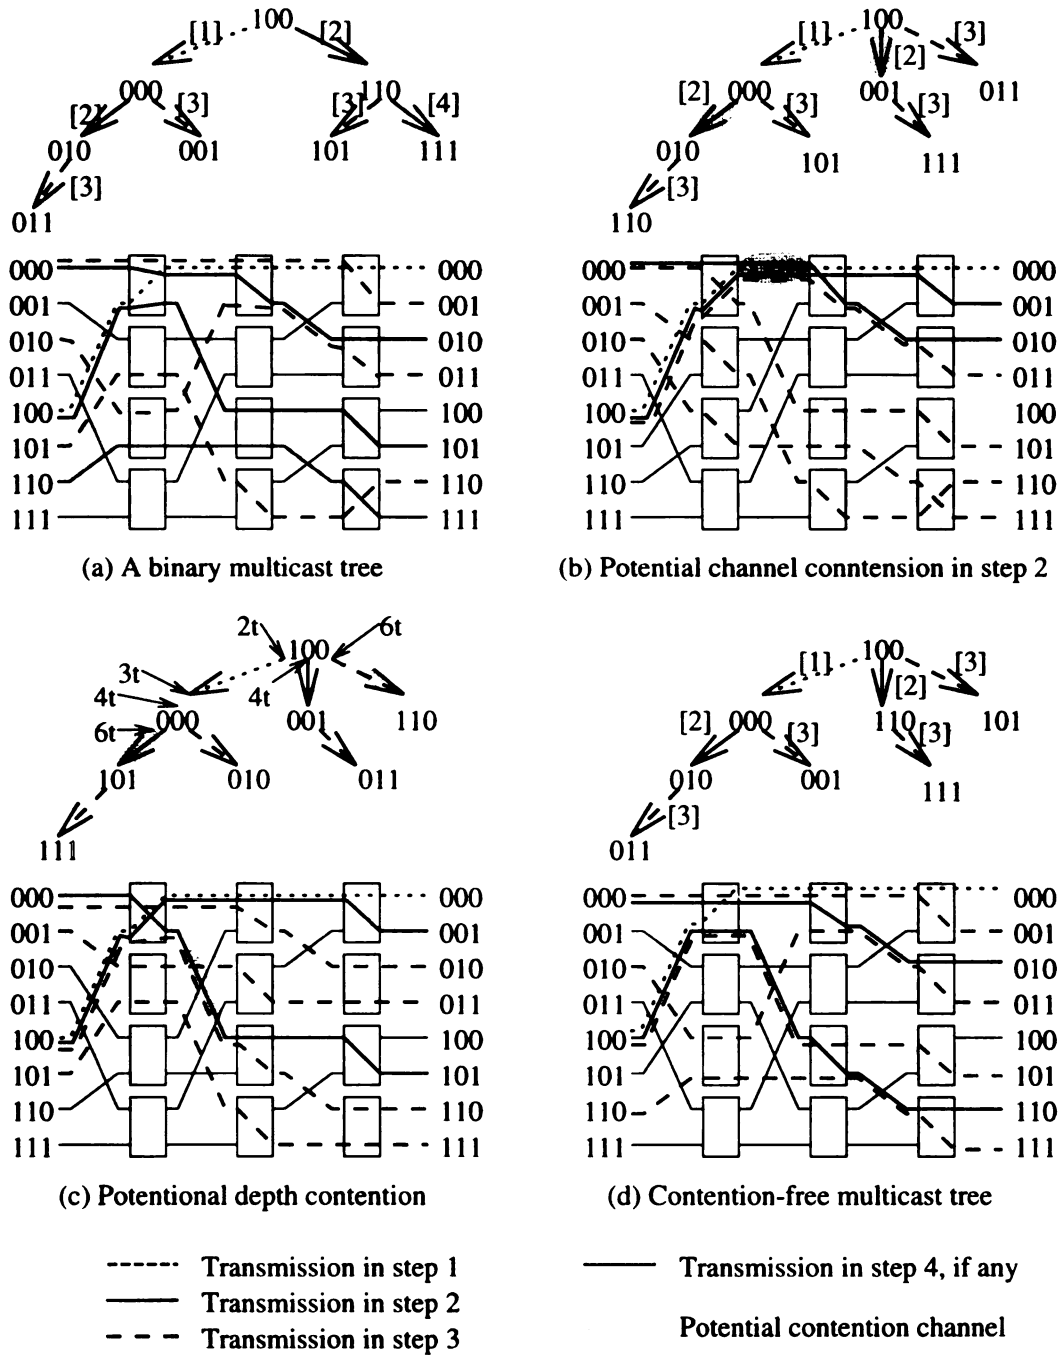 100
[1] [2]
000 110
[2] [3] [3] [4]
010 001 101 111
[3]
011
000 000
001 001
010 010
011 011
100 100
101 101
110 110
111 111
(a) A binary multicast tree
100
[1] [3]
[2]
000 001 011
[2] [3] [3]
010 101 111
[3]
110
000 000
001 001
010 010
011 011
100 100
101 101
110 110
111 111
(b) Potential channel conntension in step 2
2t 6t
100
3t
4t 4t
000 001 110
6t
101 010 011
111
000 000
001 001
010 010
011 011
100 100
101 101
110 110
111 111
(c) Potentional depth contention
100
[1] [3]
[2]
000 110 101
[2] [3] [3]
010 001 111
[3]
011
000 000
001 001
010 010
011 011
100 100
101 101
110 110
111 111
(d) Contention-free multicast tree
Transmission in step 1
Transmission in step 2
Transmission in step 3
Transmission in step 4, if any
Potential contention channel